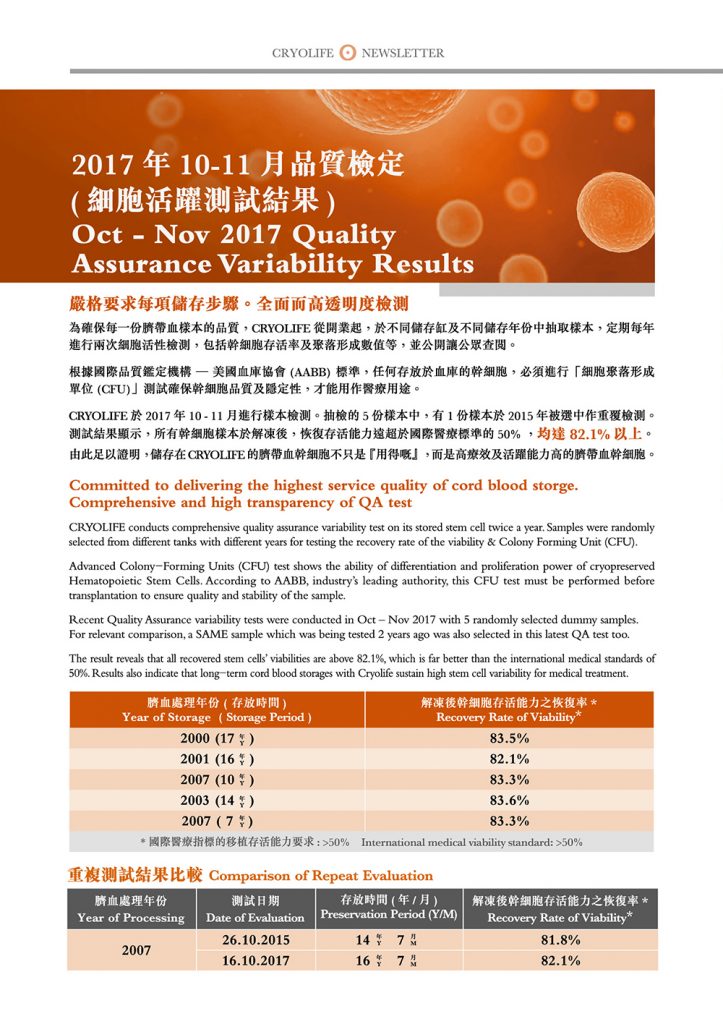 CRYOLIFE NEWSLETTER
2017 年 10-11 月品質檢定
( 細胞活躍測試結果 )
Oct - Nov 2017 Quality
Assurance Variability Results
嚴格要求每項儲存步驟。全面而高透明度檢測
為確保每一份臍帶血樣本的品質，CRYOLIFE 從開業起，於不同儲存缸及不同儲存年份中抽取樣本，定期每年
進行兩次細胞活性檢測，包括幹細胞存活率及聚落形成數值等，並公開讓公眾查閱。
根據國際品質鑑定機構 — 美國血庫協會 (AABB) 標準，任何存放於血庫的幹細胞，必須進行「細胞聚落形成
單位 (CFU)」測試確保幹細胞品質及隱定性，才能用作醫療用途。
CRYOLIFE 於 2017 年 10 - 11 月進行樣本檢測。抽檢的 5 份樣本中，有 1 份樣本於 2015 年被選中作重覆檢測。
測試結果顯示，所有幹細胞樣本於解凍後，恢復存活能力遠超於國際醫療標準的 50% ，均達 82.1% 以上。
由此足以證明，儲存在 CRYOLIFE 的臍帶血幹細胞不只是『用得嘅』，而是高療效及活躍能力高的臍帶血幹細胞。
Committed to delivering the highest service quality of cord blood storge.
Comprehensive and high transparency of QA test
CRYOLIFE conducts comprehensive quality assurance variability test on its stored stem cell twice a year. Samples were randomly
selected from different tanks with different years for testing the recovery rate of the viability & Colony Forming Unit (CFU).
Advanced Colony-Forming Units (CFU) test shows the ability of differentiation and proliferation power of cryopreserved
Hematopoietic Stem Cells. According to AABB, industry's leading authority, this CFU test must be performed before
transplantation to ensure quality and stability of the sample.
Recent Quality Assurance variability tests were conducted in Oct – Nov 2017 with 5 randomly selected dummy samples.
For relevant comparison, a SAME sample which was being tested 2 years ago was also selected in this latest QA test too.
The result reveals that all recovered stem cells' viabilities are above 82.1%, which is far better than the international medical standards of
50%. Results also indicate that long-term cord blood storages with Cryolife sustain high stem cell variability for medical treatment.
臍血處理年份 ( 存放時間 ) 解凍後幹細胞存活能力之恢復率 *
Year of Storage ( Storage Period ) Recovery Rate of Viability*
2000 (17 年 Y ) 83.5%
2001 (16 年 Y ) 82.1%
2007 (10 年 Y ) 83.3%
2003 (14 年 Y ) 83.6%
2007 ( 7 年 Y ) 83.3%
* 國際醫療指標的移植存活能力要求 : >50% International medical viability standard: >50%
重複測試結果比較 Comparison of Repeat Evaluation
臍血處理年份 測試日期 存放時間 ( 年 / 月 ) 解凍後幹細胞存活能力之恢復率 *
Year of Processing Date of Evaluation Preservation Period (Y/M) Recovery Rate of Viability*
2007
26.10.2015 14 年 Y 7 月 M 81.8%
16.10.2017 16 年 Y 7 月 M 82.1%